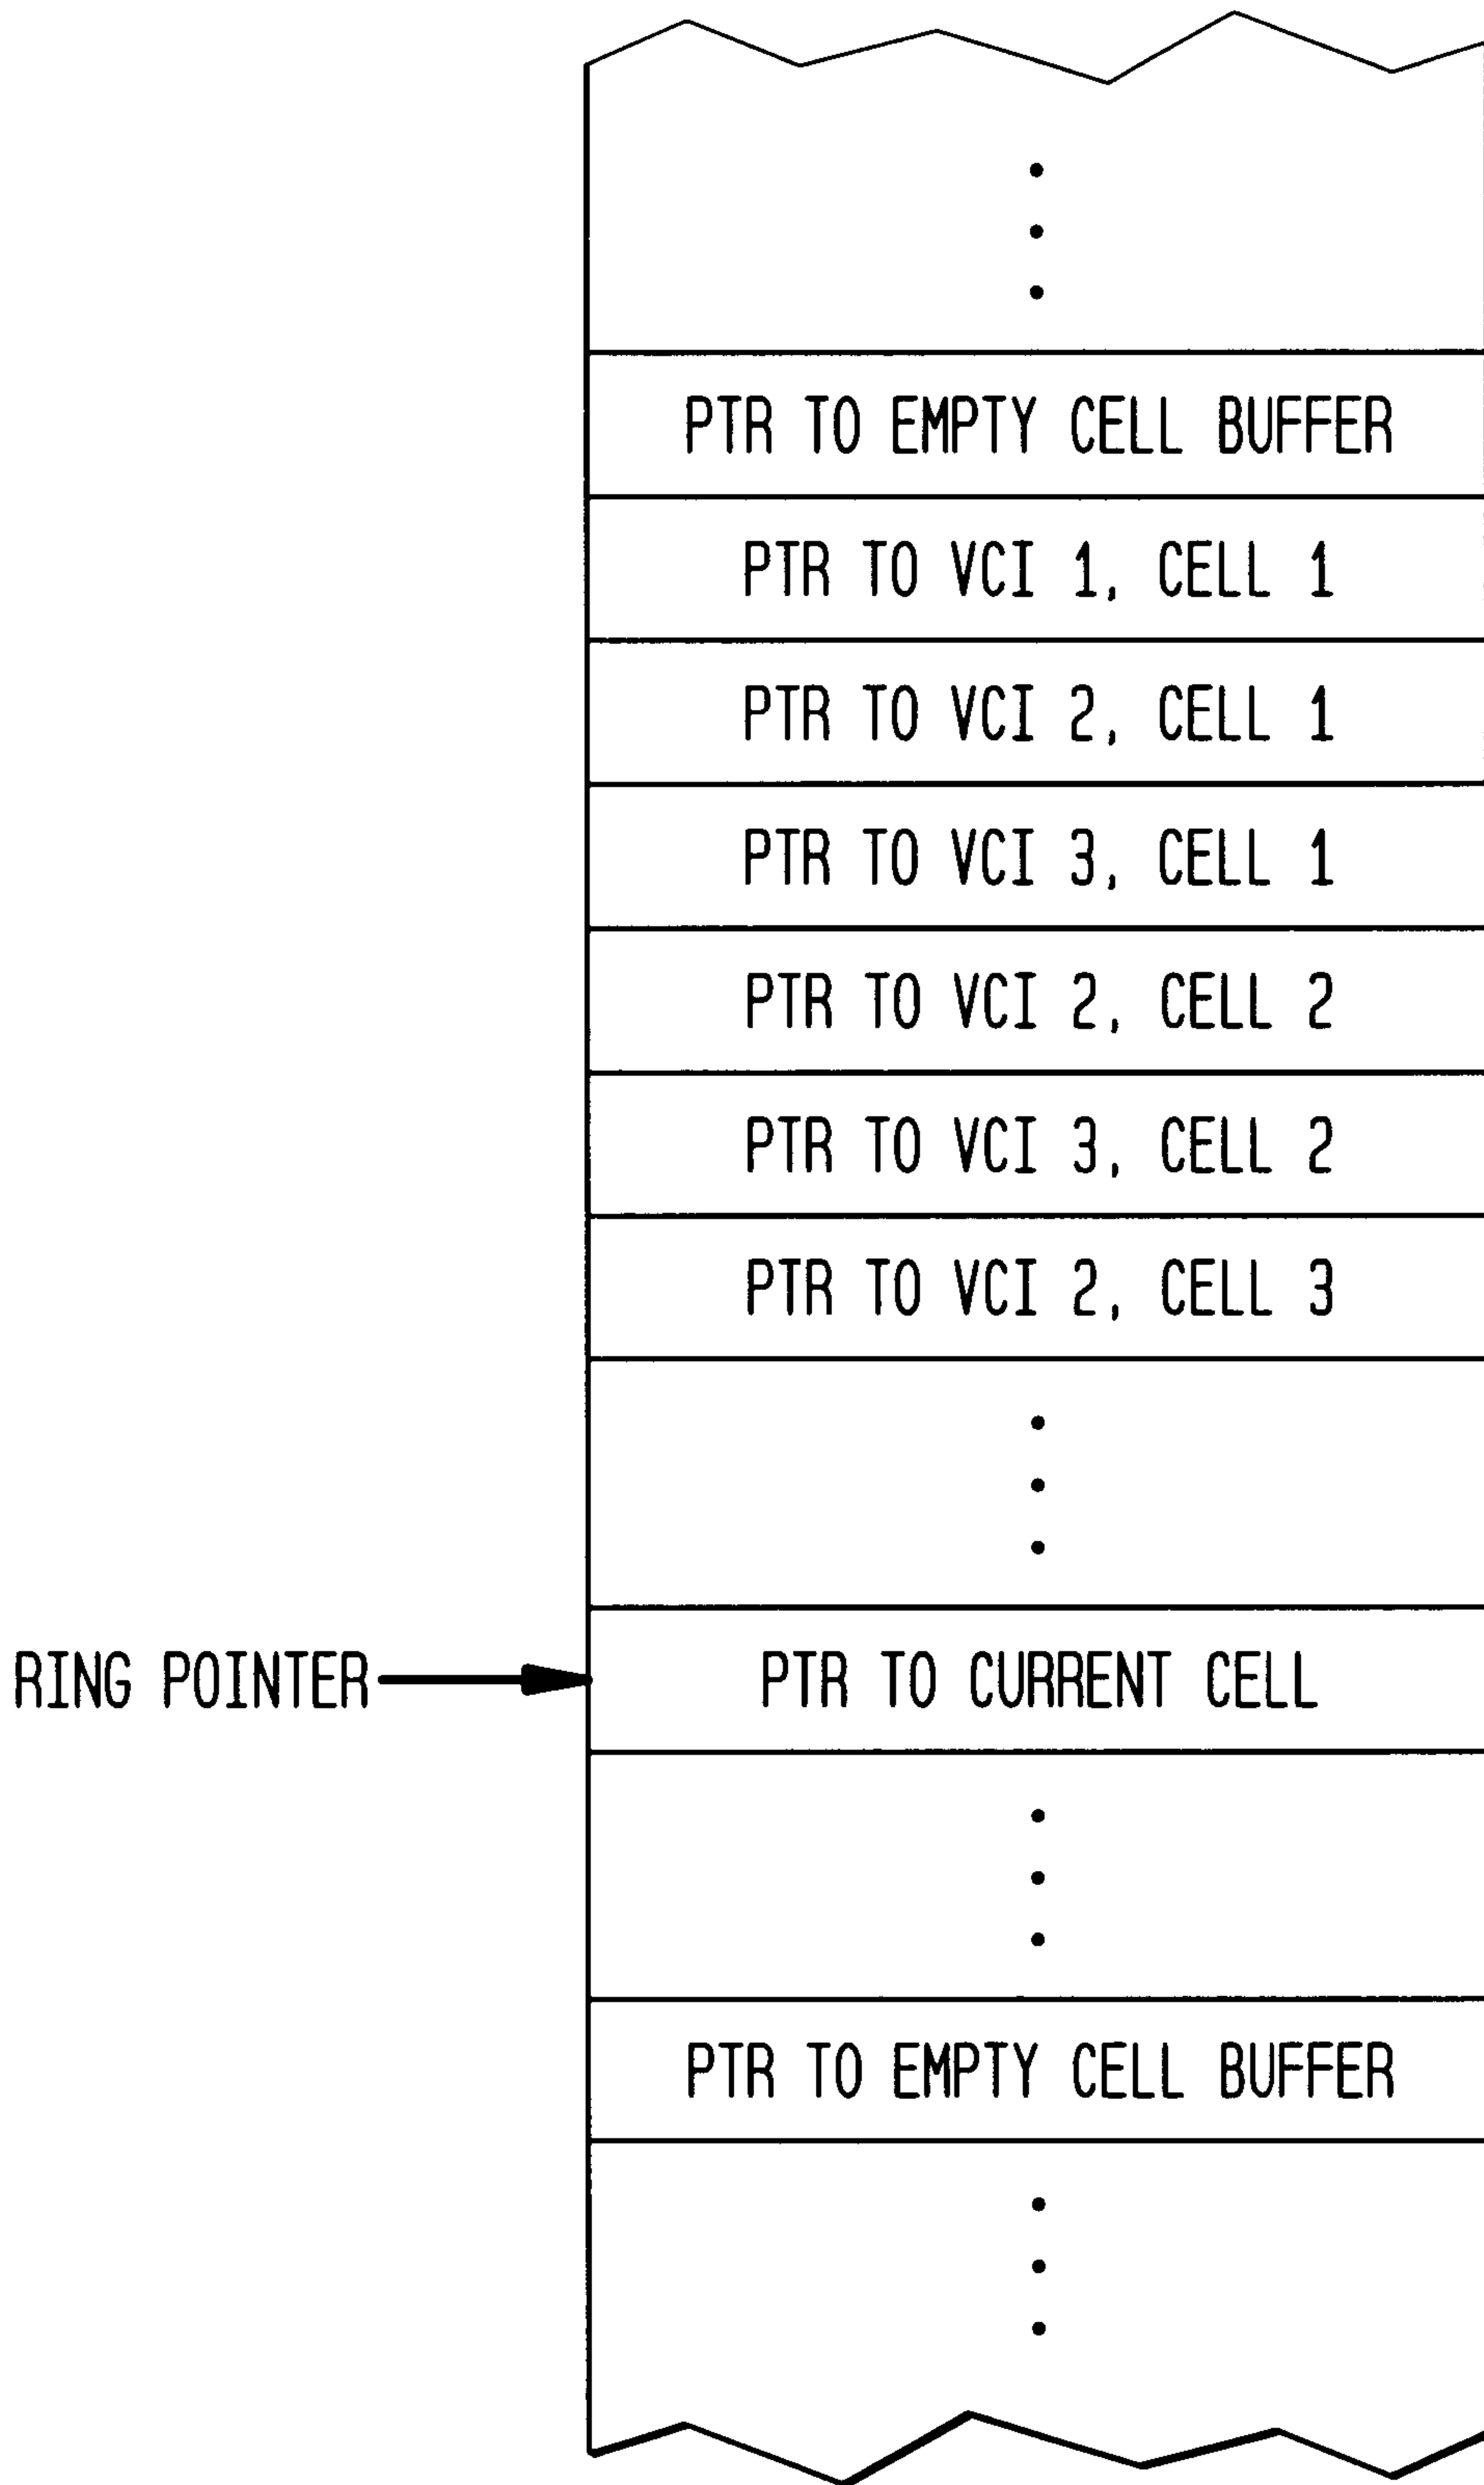 PTR TO EMPTY CELL BUFFER
PTR TO VCI 1, CELL 1
PTR TO VCI 2, CELL 1
PTR TO VCI 3, CELL 1
PTR TO VCI 2, CELL 2
PTR TO VCI 3, CELL 2
PTR TO VCI 2, CELL 3
RING POINTER
PTR TO CURRENT CELL
PTR TO EMPTY CELL BUFFER